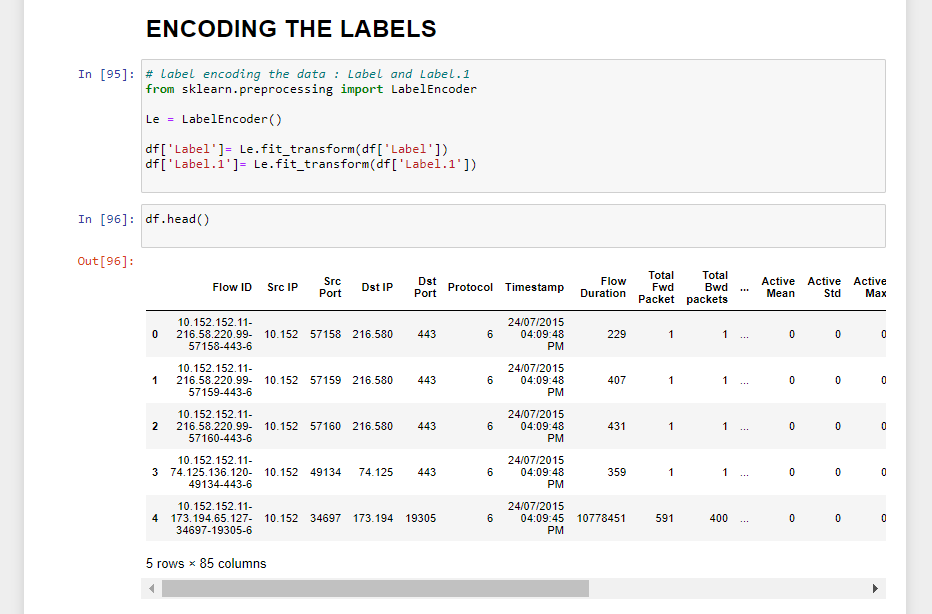 ENCODING THE LABELS
In [95]: # label encoding the data : Label and Label.1
from sklearn.preprocessing import LabelEncoder
Le = LabelEncoder()
df['Label']= Le.fit_transform(df['Label'])
df['Label.1']= Le.fit_transform(df['Label.1'])
In [96]: df.head()
Out[96]:
Flow ID Src IP Src Port Dst IP Dst Port Protocol Timestamp Flow Duration Total Fwd Packet Total Bwd packets ... Active Mean Active Std Active Max
0 10.152.152.11-216.58.220.99-57158-443-6 10.152 57158 216.580 443 6 24/07/2015 04:09:48 PM 229 1 1 ... 0 0 0
1 10.152.152.11-216.58.220.99-57159-443-6 10.152 57159 216.580 443 6 24/07/2015 04:09:48 PM 407 1 1 ... 0 0 0
2 10.152.152.11-216.58.220.99-57160-443-6 10.152 57160 216.580 443 6 24/07/2015 04:09:48 PM 431 1 1 ... 0 0 0
3 10.152.152.11-74.125.136.120-49134-443-6 10.152 49134 74.125 443 6 24/07/2015 04:09:48 PM 359 1 1 ... 0 0 0
4 10.152.152.11-173.194.65.127-34697-19305-6 10.152 34697 173.194 19305 6 24/07/2015 04:09:45 PM 10778451 591 400 ... 0 0 0
5 rows × 85 columns